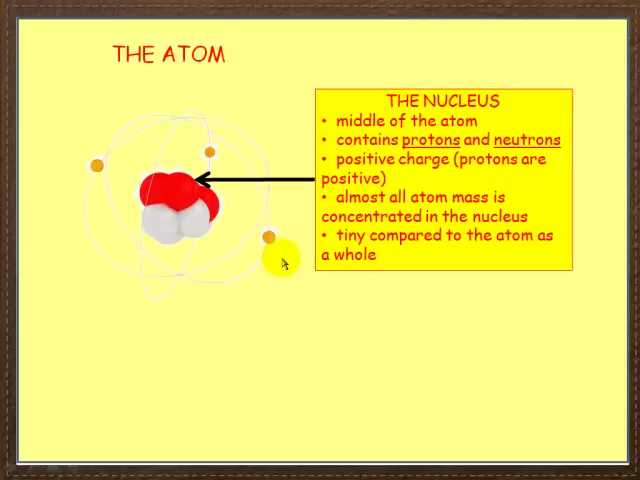 THE ATOM
THE NUCLEUS
• middle of the atom
• contains protons and neutrons
• positive charge (protons are
positive)
• almost all atom mass is
concentrated in the nucleus
• tiny compared to the atom as
a whole